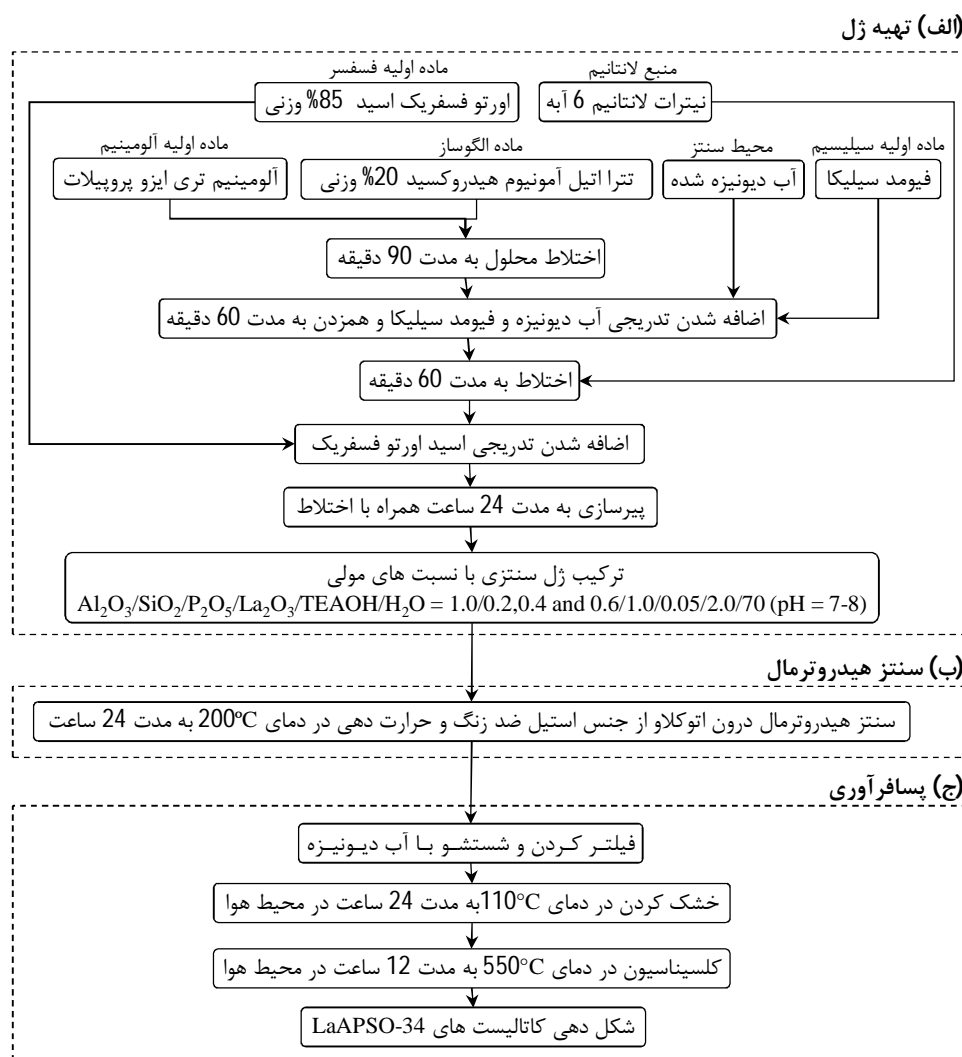 (الف) تهیه ژل
ماده اولیه فسفر
منبع لانتانیم
اورتو فسفریک اسید 85% وزنی
نیترات لانتانیم 6 آبه
ماده اولیه آلومینیم
ماده الگوساز
محیط سنتز
ماده اولیه سیلیسیم
آلومینیم تری ایزو پروپیلات
تترا اتیل آمونیوم هیدروکسید 20% وزنی
آب دیونیزه شده
فیومد سیلیکا
اختلاط محلول به مدت 90 دقیقه
اضافه شدن تدریجی آب دیونیزه و فیومد سیلیکا و همزدن به مدت 60 دقیقه
اختلاط به مدت 60 دقیقه
اضافه شدن تدریجی اسید اورتو فسفریک
پیرسازی به مدت 24 ساعت همراه با اختلاط
ترکیب ژل سنتزی با نسبت های مولی
Al₂O₃/SiO₂/P₂O₅/La₂O₃/TEAOH/H₂O = 1.0/0.2,0.4 and 0.6/1.0/0.05/2.0/70 (pH = 7-8)
(ب) سنتز هیدروترمال
سنتز هیدروترمال درون اتوکلاو از جنس استیل ضد زنگ و حرارت دهی در دمای 200ºC به مدت 24 ساعت
(ج) پسافرآوری
فیلتـر کـردن و شستشـو بـا آب دیـونیـزه
خشک کردن در دمای 110°C به مدت 24 ساعت در محیط هوا
کلسیناسیون در دمای 550°C به مدت 12 ساعت در محیط هوا
شکل دهی کاتالیست های LaAPSO-34